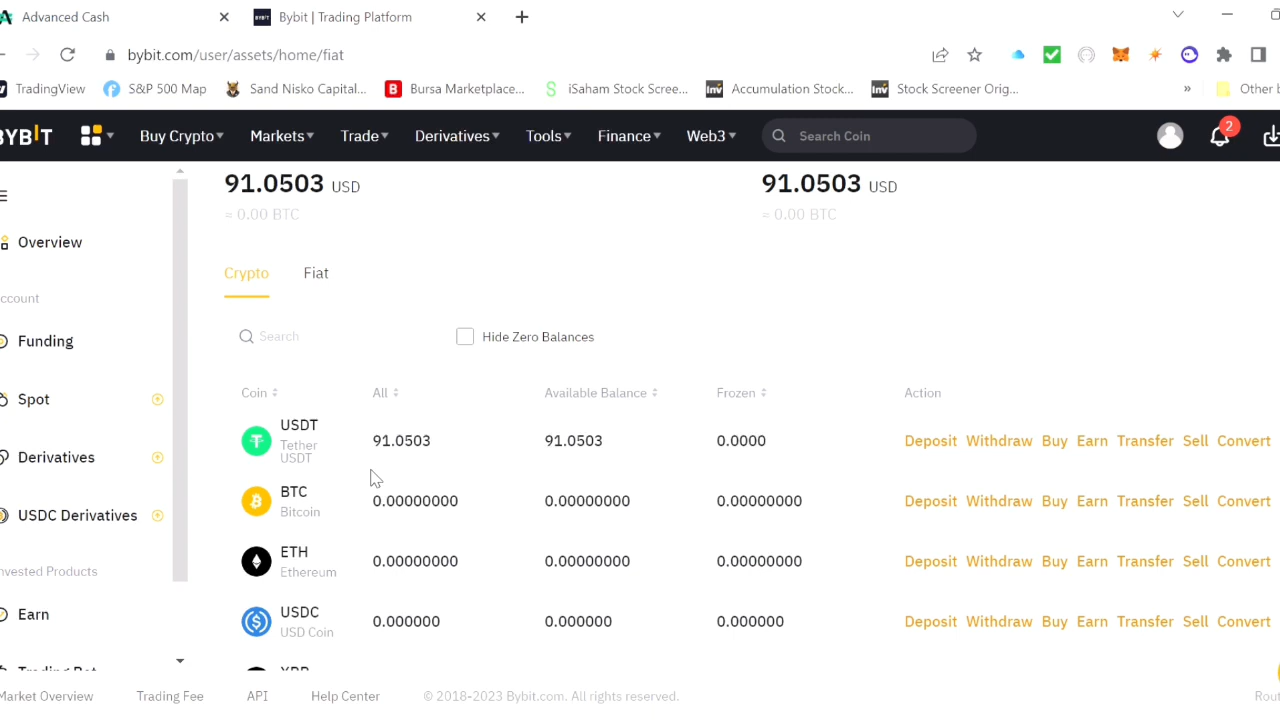 Advanced Cash
BYBIT Bybit | Trading Platform
bybit.com/user/assets/home/fiat
TradingView S&P 500 Map Sand Nisko Capital... B Bursa Marketplace... S iSaham Stock Scree... Inv Accumulation Stock... Inv Stock Screener Orig... » Other b
BYBIT Buy Crypto Markets Trade Derivatives Tools Finance Web3 Search Coin 2
91.0503 USD 91.0503 USD
≈ 0.00 BTC ≈ 0.00 BTC
Overview
Crypto Fiat
ccount
Search Hide Zero Balances
Funding
Coin All Available Balance Frozen Action
Spot
USDT
Tether
USDT
91.0503 91.0503 0.0000 Deposit Withdraw Buy Earn Transfer Sell Convert
Derivatives
BTC
Bitcoin
0.00000000 0.00000000 0.00000000 Deposit Withdraw Buy Earn Transfer Sell Convert
USDC Derivatives
ETH
Ethereum
0.00000000 0.00000000 0.00000000 Deposit Withdraw Buy Earn Transfer Sell Convert
nvested Products
USDC
USD Coin
0.000000 0.000000 0.000000 Deposit Withdraw Buy Earn Transfer Sell Convert
Earn
Trading Bot
XRP
Market Overview Trading Fee API Help Center © 2018-2023 Bybit.com. All rights reserved. Rout